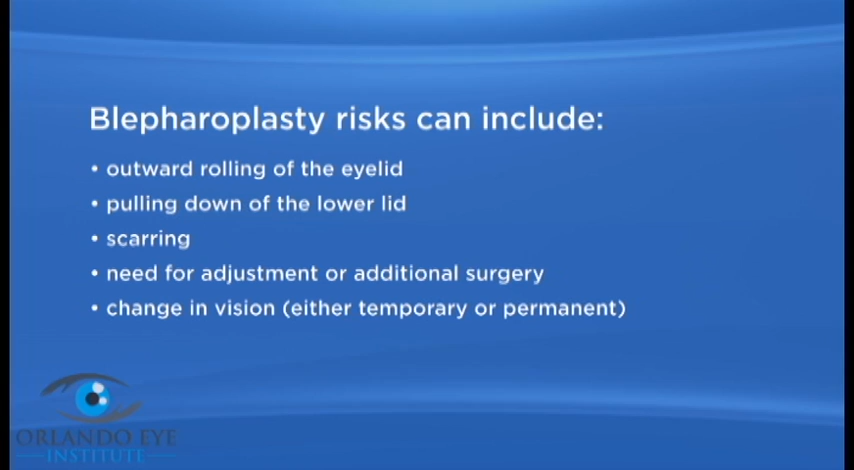 Blepharoplasty risks can include:
• outward rolling of the eyelid
• pulling down of the lower lid
• scarring
• need for adjustment or additional surgery
• change in vision (either temporary or permanent)
ORLANDO EYE
INSTITUTE